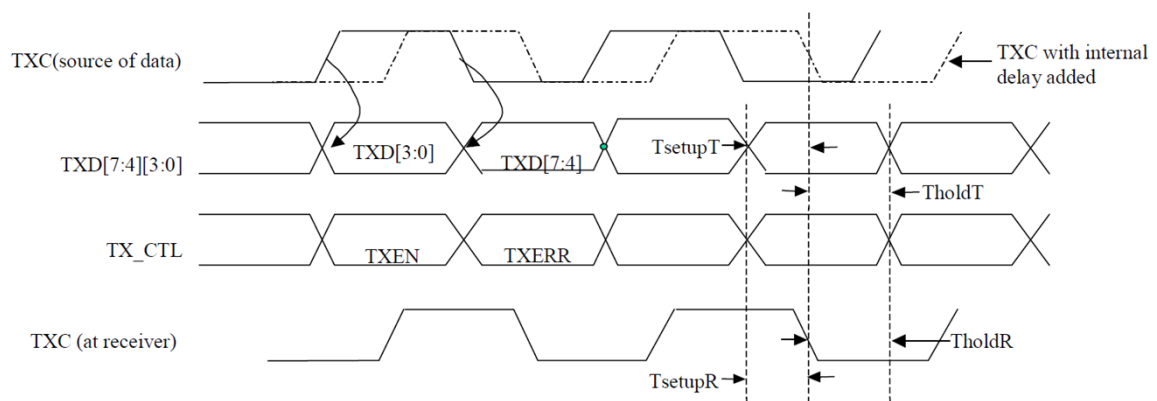 TXC(source of data)
TXC with internal
delay added
TXD[7:4][3:0]
TXD[3:0]
TXD[7:4]
TsetupT
TholdT
TX_CTL
TXEN
TXERR
TXC (at receiver)
TholdR
TsetupR